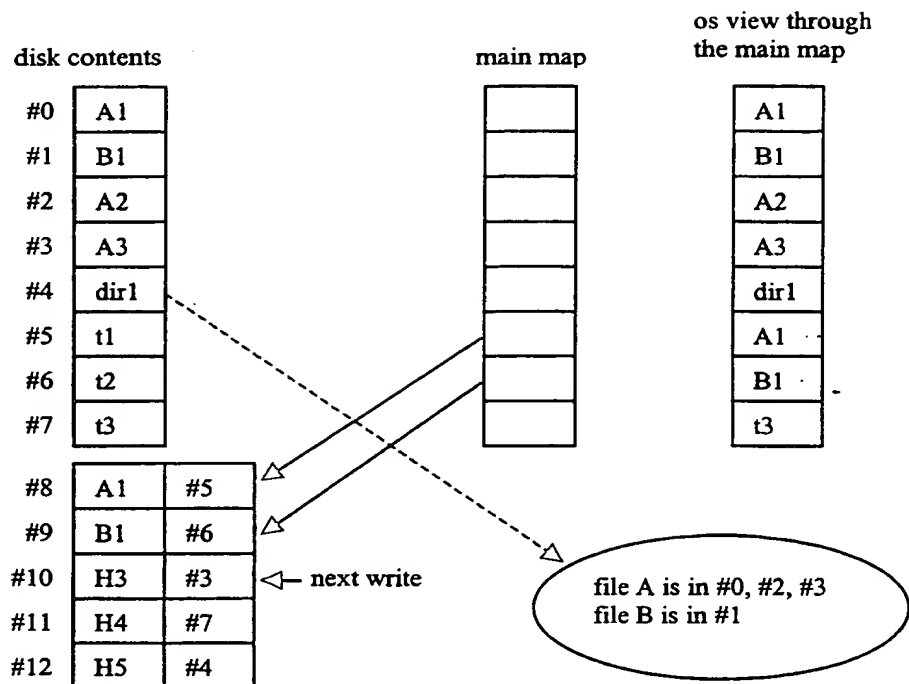 os view through
the main map
disk contents
main map
#0 A1 A1
#1 B1 B1
#2 A2 A2
#3 A3 A3
#4 dir1 dir1
#5 t1 A1
#6 t2 B1
#7 t3 t3
#8 A1 #5
#9 B1 #6
#10 H3 #3 next write
#11 H4 #7
#12 H5 #4
file A is in #0, #2, #3
file B is in #1